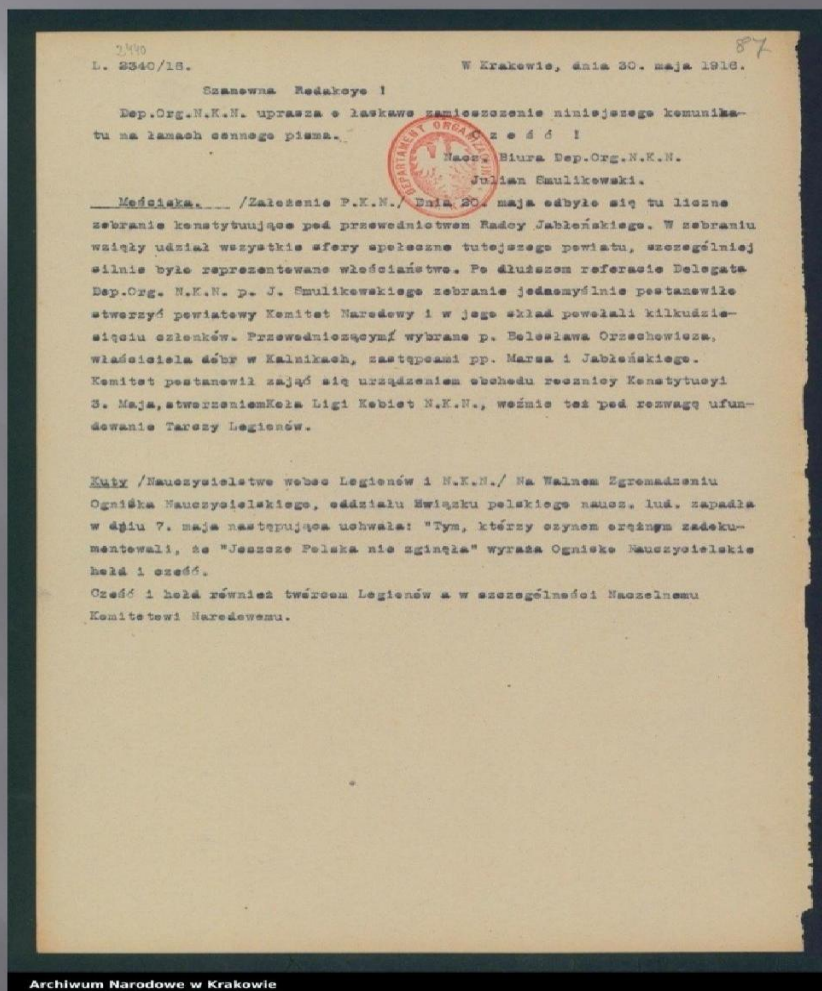 2440
87
L. 2340/16. W Krakowie, dnia 30. maja 1916.
Szanowna Redakcyo !
Dep.Org.N.K.N. uprasza o łaskawe zamieszczenie niniejszego komunika-
tu na łamach cennego pisma. C z e ś ć !
DEPARTAMENT ORGANIZACYJNY
Nacz. Biura Dep.Org.N.K.N.
Julian Smulikowski.
Mościska. /Założenie P.K.N./ Dnia 20. maja odbyło się tu liczne
zebranie konstytuujące pod przewodnictwem Radcy Jabłońskiego. W zebraniu
wzięły udział wszystkie sfery społeczne tutejszego powiatu, szczególniej
silnie było reprezentowane włościaństwo. Po dłuższem referacie Delegata
Dep.Org. N.K.N. p. J. Smulikowskiego zebranie jednomyślnie postanowiło
stworzyć powiatowy Komitet Narodowy i w jego skład powołali kilkudzie-
sięciu członków. Przewodniczącym wybrano p. Bolesława Orzechowicza,
właściciela dóbr w Kalnikach, zastępcami pp. Marsa i Jabłońskiego.
Komitet postanowił zająć się urządzeniem obchodu rocznicy Konstytucyi
3. Maja,stworzeniemKoła Ligi Kobiet N.K.N., weźmie też pod rozwagę ufun-
dowanie Tarczy Legionów.
Kuty /Nauczycielstwo wobec Legionów i N.K.N./ Na Walnem Zgromadzeniu
Ogniska Nauczycielskiego, oddziału Związku polskiego naucz. lud. zapadła
w dniu 7. maja następująca uchwała: "Tym, którzy czynem orężnym zadoku-
mentowali, że "Jeszcze Polska nie zginęła" wyraża Ognisko Nauczycielskie
hołd i cześć.
Cześć i hołd również twórcom Legionów a w szczególności Naczelnemu
Komitetowi Narodowemu.
Archiwum Narodowe w Krakowie